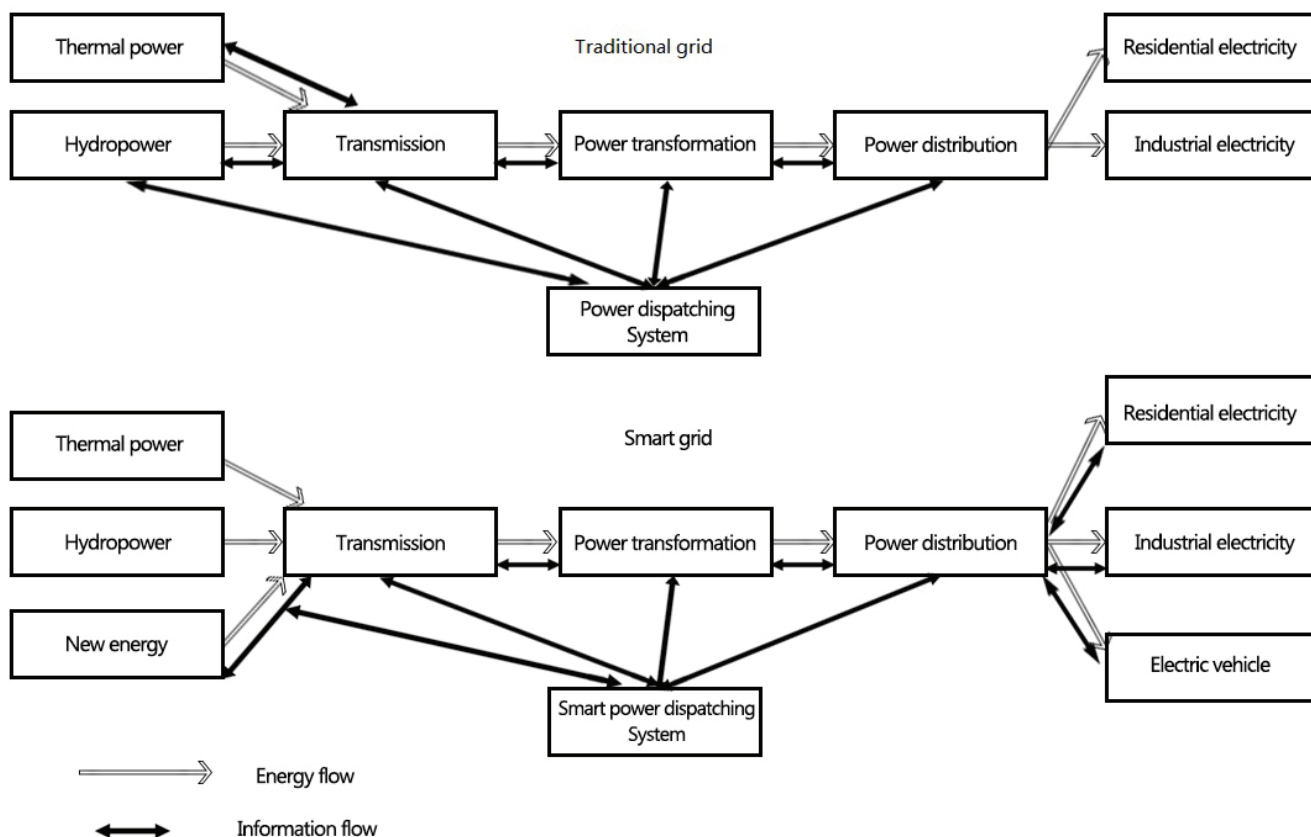 Thermal power
Traditional grid
Residential electricity
Hydropower
Transmission
Power transformation
Power distribution
Industrial electricity
Power dispatching
System
Residential electricity
Thermal power
Smart grid
Hydropower
Transmission
Power transformation
Power distribution
Industrial electricity
New energy
Electric vehicle
Smart power dispatching
System
Energy flow
Information flow